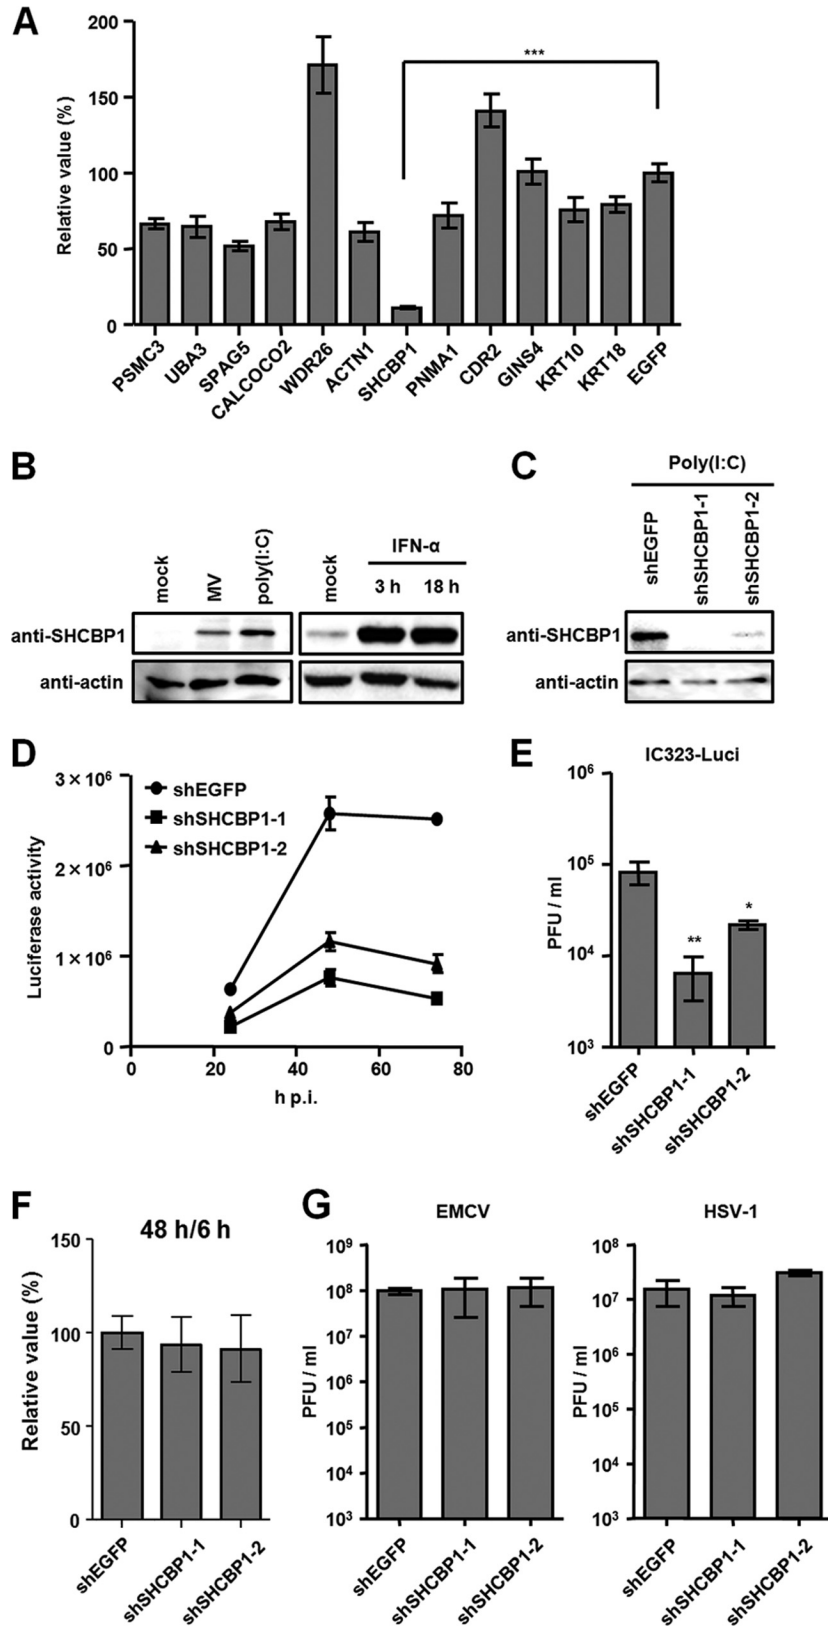 A
200
150
100
50
0
Relative value (%)
***
PSMC3
UBA3
SPAG5
CALCOCO2
WDR26
ACTN1
SHCBP1
PNMA1
CDR2
GINS4
KRT10
KRT18
EGFP
B
mock
MV
poly(I:C)
mock
IFN-α
3 h
18 h
anti-SHCBP1
anti-actin
C
Poly(I:C)
shEGFP
shSHCBP1-1
shSHCBP1-2
anti-SHCBP1
anti-actin
D
3×10⁶
2×10⁶
1×10⁶
0
Luciferase activity
shEGFP
shSHCBP1-1
shSHCBP1-2
0 20 40 60 80
h p.i.
E
IC323-Luci
10⁶
10⁵
10⁴
10³
PFU / ml
**
*
shEGFP
shSHCBP1-1
shSHCBP1-2
F
48 h/6 h
150
100
50
0
Relative value (%)
shEGFP
shSHCBP1-1
shSHCBP1-2
G
EMCV
10⁹
10⁸
10⁷
10⁶
10⁵
10⁴
10³
PFU / ml
shEGFP
shSHCBP1-1
shSHCBP1-2
HSV-1
10⁸
10⁷
10⁶
10⁵
10⁴
10³
PFU / ml
shEGFP
shSHCBP1-1
shSHCBP1-2